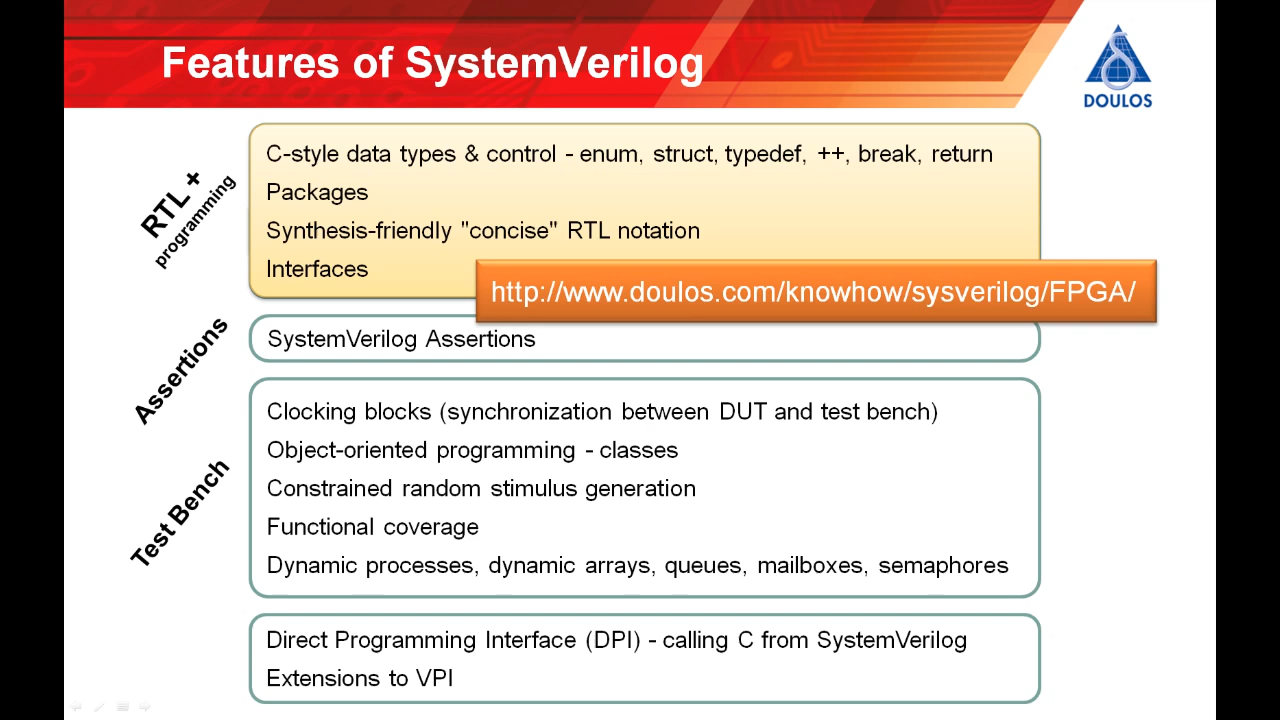 Features of SystemVerilog
DOULOS
RTL +
programming
C-style data types & control - enum, struct, typedef, ++, break, return
Packages
Synthesis-friendly "concise" RTL notation
Interfaces
http://www.doulos.com/knowhow/sysverilog/FPGA/
Assertions
SystemVerilog Assertions
Test Bench
Clocking blocks (synchronization between DUT and test bench)
Object-oriented programming - classes
Constrained random stimulus generation
Functional coverage
Dynamic processes, dynamic arrays, queues, mailboxes, semaphores
Direct Programming Interface (DPI) - calling C from SystemVerilog
Extensions to VPI